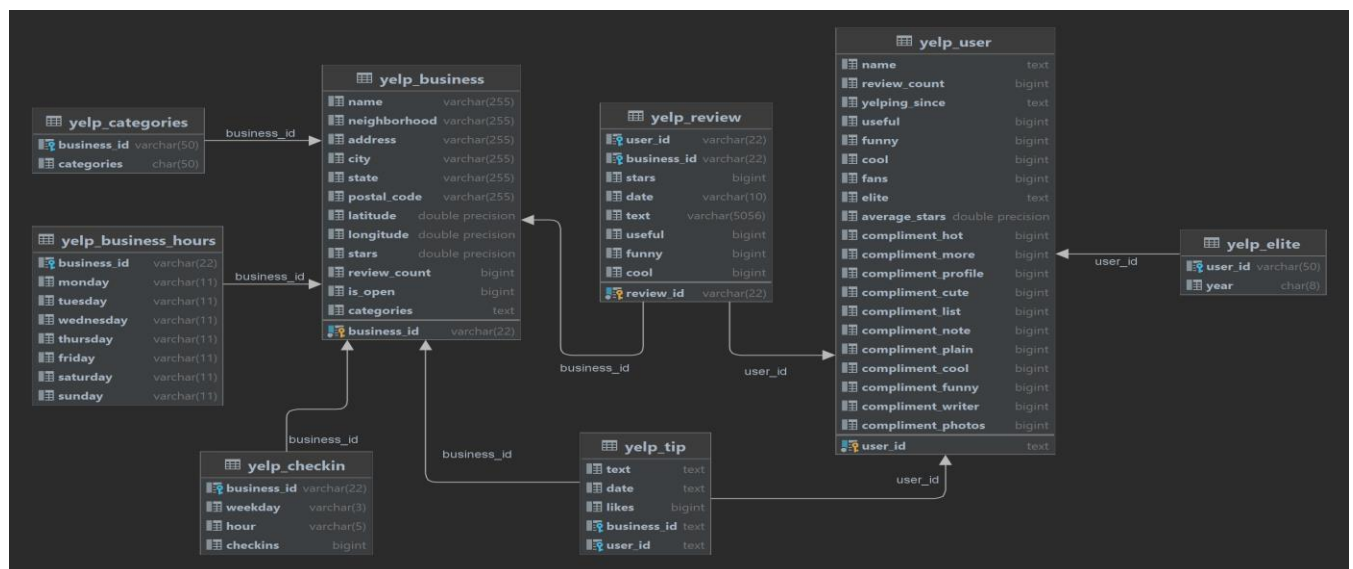 yelp_categories
business_id varchar(50)
categories char(50)
business_id
yelp_business_hours
business_id varchar(22)
monday varchar(11)
tuesday varchar(11)
wednesday varchar(11)
thursday varchar(11)
friday varchar(11)
saturday varchar(11)
sunday varchar(11)
business_id
yelp_business
name varchar(255)
neighborhood varchar(255)
address varchar(255)
city varchar(255)
state varchar(255)
postal_code varchar(255)
latitude double precision
longitude double precision
stars double precision
review_count bigint
is_open bigint
categories text
business_id varchar(22)
business_id
yelp_checkin
business_id varchar(22)
weekday varchar(3)
hour varchar(5)
checkins bigint
business_id
yelp_review
user_id varchar(22)
business_id varchar(22)
stars bigint
date varchar(10)
text varchar(5056)
useful bigint
funny bigint
cool bigint
review_id varchar(22)
business_id
user_id
yelp_tip
text text
date text
likes bigint
business_id text
user_id text
user_id
yelp_user
name text
review_count bigint
yelping_since text
useful bigint
funny bigint
cool bigint
fans bigint
elite text
average_stars double precision
compliment_hot bigint
compliment_more bigint
compliment_profile bigint
compliment_cute bigint
compliment_list bigint
compliment_note bigint
compliment_plain bigint
compliment_cool bigint
compliment_funny bigint
compliment_writer bigint
compliment_photos bigint
user_id text
user_id
yelp_elite
user_id varchar(50)
year char(8)